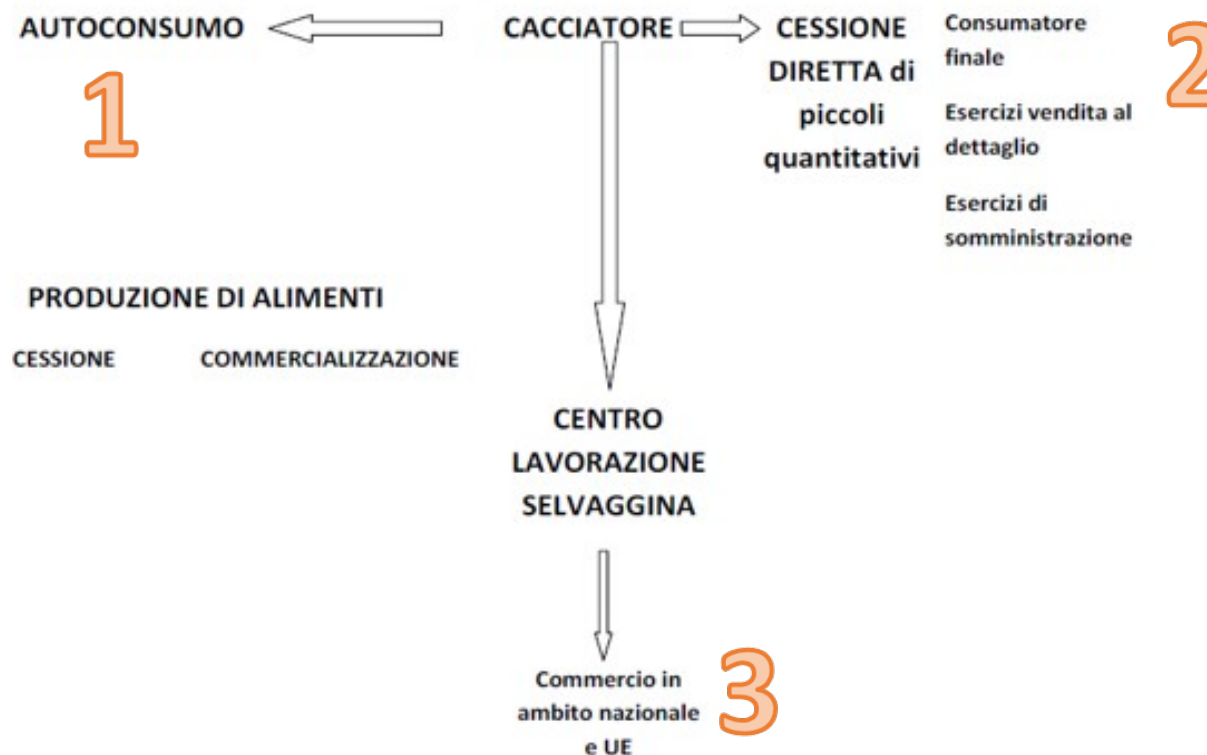 AUTOCONSUMO
1
CACCIATORE
CESSIONE
DIRETTA di
piccoli
quantitativi
Consumatore
finale
Esercizi vendita al
dettaglio
Esercizi di
somministrazione
2
PRODUZIONE DI ALIMENTI
CESSIONE
COMMERCIALIZZAZIONE
CENTRO
LAVORAZIONE
SELVAGGINA
Commercio in
ambito nazionale
e UE
3